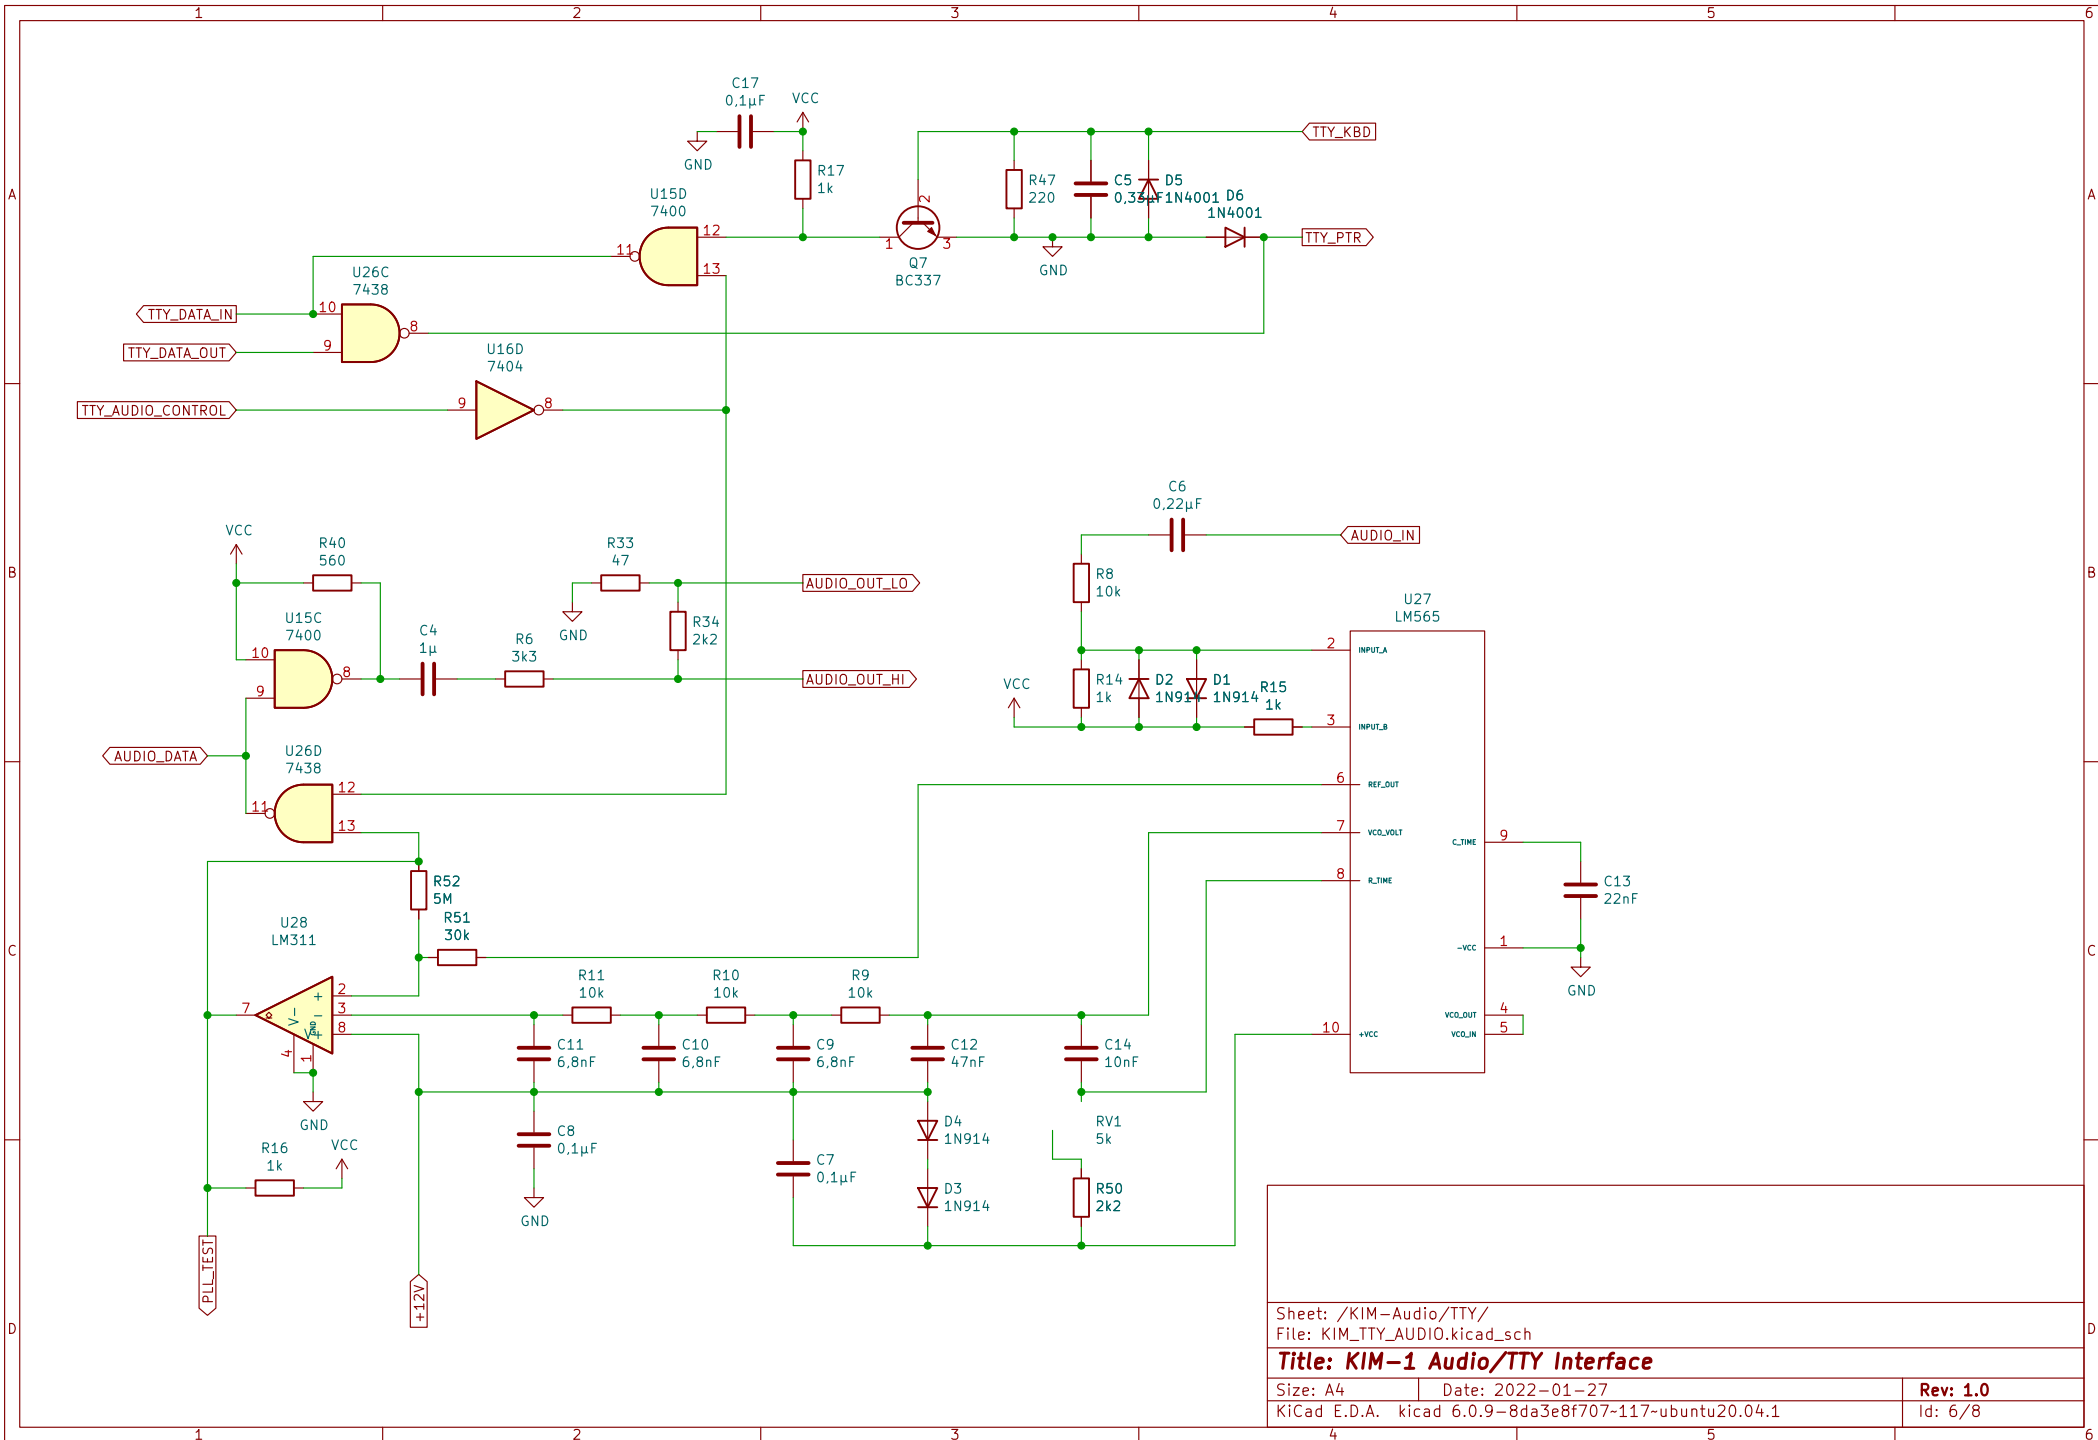 1 2 3 4 5 6
A
B
C
D
A
B
C
D
C17
0,1µF
VCC
GND
R17
1k
TTY_KBD
R47
220
C5
0,33µF
D5
1N4001
D6
1N4001
TTY_PTR
U15D
7400
11
12
13
1
2
3
Q7
BC337
GND
U26C
7438
TTY_DATA_IN
10
TTY_DATA_OUT
9
8
U16D
7404
TTY_AUDIO_CONTROL
9
8
C6
0,22µF
AUDIO_IN
VCC
R40
560
R33
47
AUDIO_OUT_LO
GND
R34
2k2
U15C
7400
10
9
8
C4
1µ
R6
3k3
AUDIO_OUT_HI
R8
10k
U27
LM565
2
INPUT_A
R14
1k
D2
1N914
D1
1N914
R15
1k
VCC
3
INPUT_B
AUDIO_DATA
U26D
7438
11
12
13
6
REF_OUT
7
VCO_VOLT
8
R_TIME
C_TIME
9
C13
22nF
-VCC
1
GND
VCO_OUT
4
VCO_IN
5
10
+VCC
R52
5M
R51
30k
U28
LM311
7
2
3
8
4
1
+
-
V-
V+
GND
GND
R11
10k
R10
10k
R9
10k
C11
6,8nF
C10
6,8nF
C9
6,8nF
C12
47nF
C14
10nF
C8
0,1µF
GND
C7
0,1µF
D4
1N914
D3
1N914
RV1
5k
R50
2k2
R16
1k
VCC
PLL_TEST
+12V
Sheet: /KIM-Audio/TTY/
File: KIM_TTY_AUDIO.kicad_sch
Title: KIM-1 Audio/TTY Interface
Size: A4 Date: 2022-01-27 Rev: 1.0
KiCad E.D.A. kicad 6.0.9-8da3e8f707~117~ubuntu20.04.1 Id: 6/8
1 2 3 4 5 6